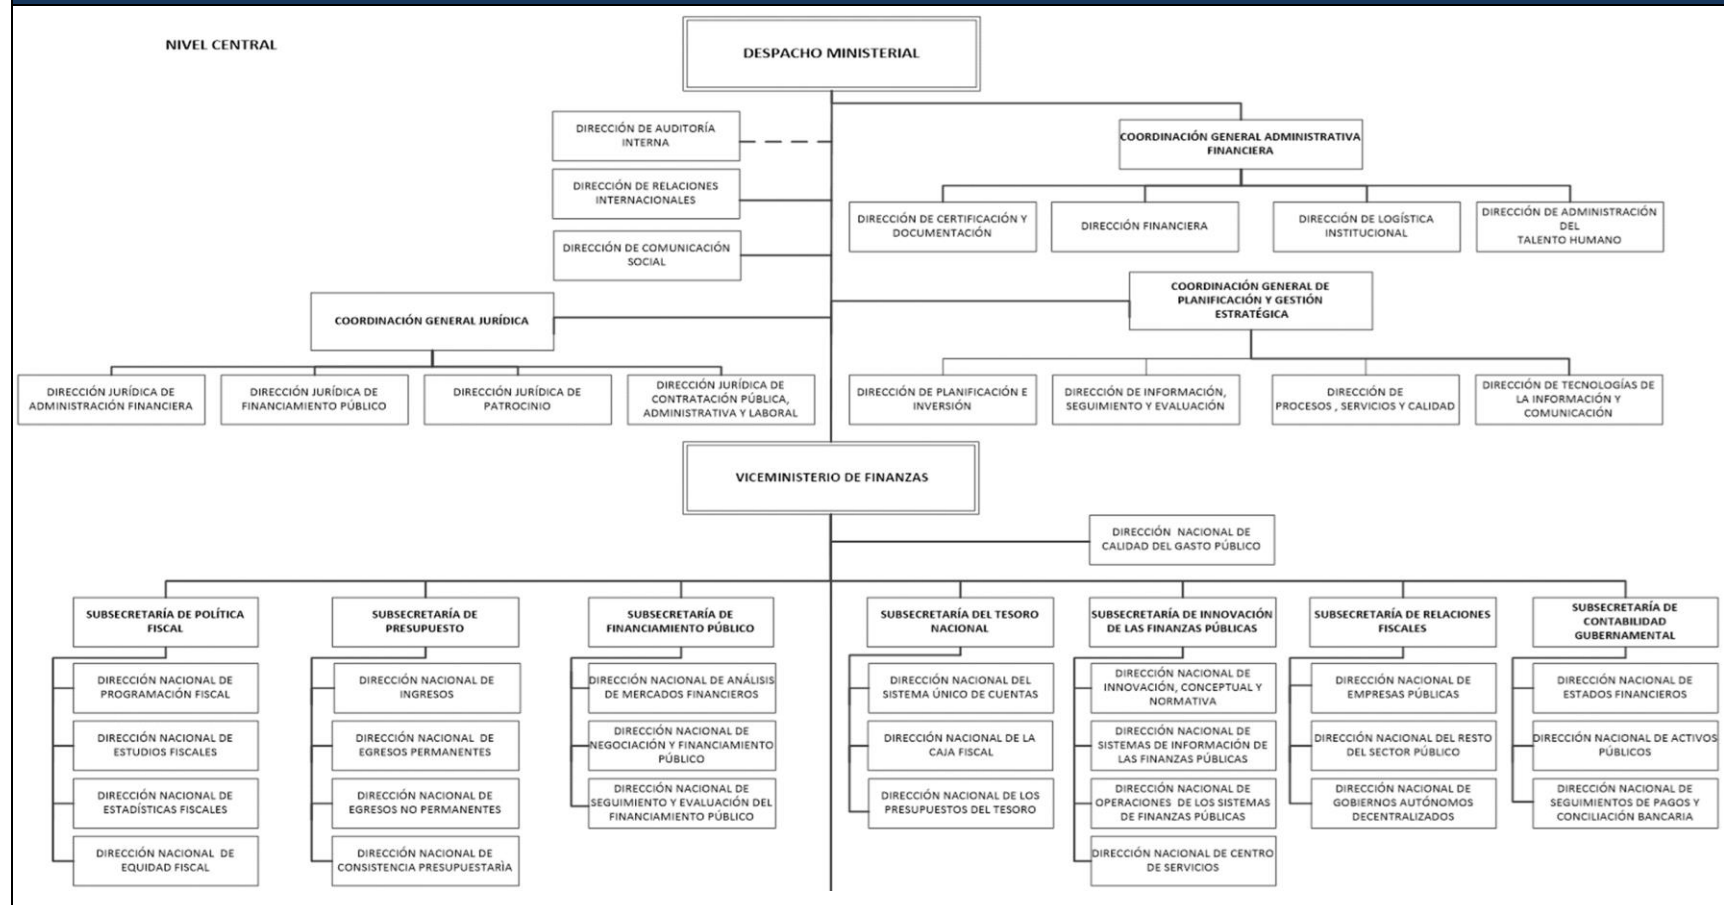 NIVEL CENTRAL
DESPACHO MINISTERIAL
DIRECCIÓN DE AUDITORÍA
INTERNA
COORDINACIÓN GENERAL ADMINISTRATIVA
FINANCIERA
DIRECCIÓN DE RELACIONES
INTERNACIONALES
DIRECCIÓN DE CERTIFICACIÓN Y
DOCUMENTACIÓN
DIRECCIÓN FINANCIERA
DIRECCIÓN DE LOGÍSTICA
INSTITUCIONAL
DIRECCIÓN DE ADMINISTRACIÓN
DEL
TALENTO HUMANO
DIRECCIÓN DE COMUNICACIÓN
SOCIAL
COORDINACIÓN GENERAL JURÍDICA
COORDINACIÓN GENERAL DE
PLANIFICACIÓN Y GESTIÓN
ESTRATÉGICA
DIRECCIÓN JURÍDICA DE
ADMINISTRACIÓN FINANCIERA
DIRECCIÓN JURÍDICA DE
FINANCIAMIENTO PÚBLICO
DIRECCIÓN JURÍDICA DE
PATROCINIO
DIRECCIÓN JURÍDICA DE
CONTRATACIÓN PÚBLICA,
ADMINISTRATIVA Y LABORAL
DIRECCIÓN DE PLANIFICACIÓN E
INVERSIÓN
DIRECCIÓN DE INFORMACIÓN,
SEGUIMIENTO Y EVALUACIÓN
DIRECCIÓN DE
PROCESOS , SERVICIOS Y CALIDAD
DIRECCIÓN DE TECNOLOGÍAS DE
LA INFORMACIÓN Y
COMUNICACIÓN
VICEMINISTERIO DE FINANZAS
DIRECCIÓN NACIONAL DE
CALIDAD DEL GASTO PÚBLICO
SUBSECRETARÍA DE POLÍTICA
FISCAL
DIRECCIÓN NACIONAL DE
PROGRAMACIÓN FISCAL
DIRECCIÓN NACIONAL DE
ESTUDIOS FISCALES
DIRECCIÓN NACIONAL DE
ESTADÍSTICAS FISCALES
DIRECCIÓN NACIONAL DE
EQUIDAD FISCAL
SUBSECRETARÍA DE
PRESUPUESTO
DIRECCIÓN NACIONAL DE
INGRESOS
DIRECCIÓN NACIONAL DE
EGRESOS PERMANENTES
DIRECCIÓN NACIONAL DE
EGRESOS NO PERMANENTES
DIRECCIÓN NACIONAL DE
CONSISTENCIA PRESUPUESTARÌA
SUBSECRETARÍA DE
FINANCIAMIENTO PÚBLICO
DIRECCIÓN NACIONAL DE ANÁLISIS
DE MERCADOS FINANCIEROS
DIRECCIÓN NACIONAL DE
NEGOCIACIÓN Y FINANCIAMIENTO
PÚBLICO
DIRECCIÓN NACIONAL DE
SEGUIMIENTO Y EVALUACIÓN DEL
FINANCIAMIENTO PÚBLICO
SUBSECRETARÍA DEL TESORO
NACIONAL
DIRECCIÓN NACIONAL DEL
SISTEMA ÚNICO DE CUENTAS
DIRECCIÓN NACIONAL DE LA
CAJA FISCAL
DIRECCIÓN NACIONAL DE LOS
PRESUPUESTOS DEL TESORO
SUBSECRETARÍA DE INNOVACIÓN
DE LAS FINANZAS PÚBLICAS
DIRECCIÓN NACIONAL DE
INNOVACIÓN, CONCEPTUAL Y
NORMATIVA
DIRECCIÓN NACIONAL DE
SISTEMAS DE INFORMACIÓN DE
LAS FINANZAS PÚBLICAS
DIRECCIÓN NACIONAL DE
OPERACIONES DE LOS SISTEMAS
DE FINANZAS PÚBLICAS
DIRECCIÓN NACIONAL DE CENTRO
DE SERVICIOS
SUBSECRETARÍA DE RELACIONES
FISCALES
DIRECCIÓN NACIONAL DE
EMPRESAS PÚBLICAS
DIRECCIÓN NACIONAL DEL RESTO
DEL SECTOR PÚBLICO
DIRECCIÓN NACIONAL DE
GOBIERNOS AUTÓNOMOS
DECENTRALIZADOS
SUBSECRETARÍA DE
CONTABILIDAD
GUBERNAMENTAL
DIRECCIÓN NACIONAL DE
ESTADOS FINANCIEROS
DIRECCIÓN NACIONAL DE ACTIVOS
PÚBLICOS
DIRECCIÓN NACIONAL DE
SEGUIMIENTOS DE PAGOS Y
CONCILIACIÓN BANCARIA